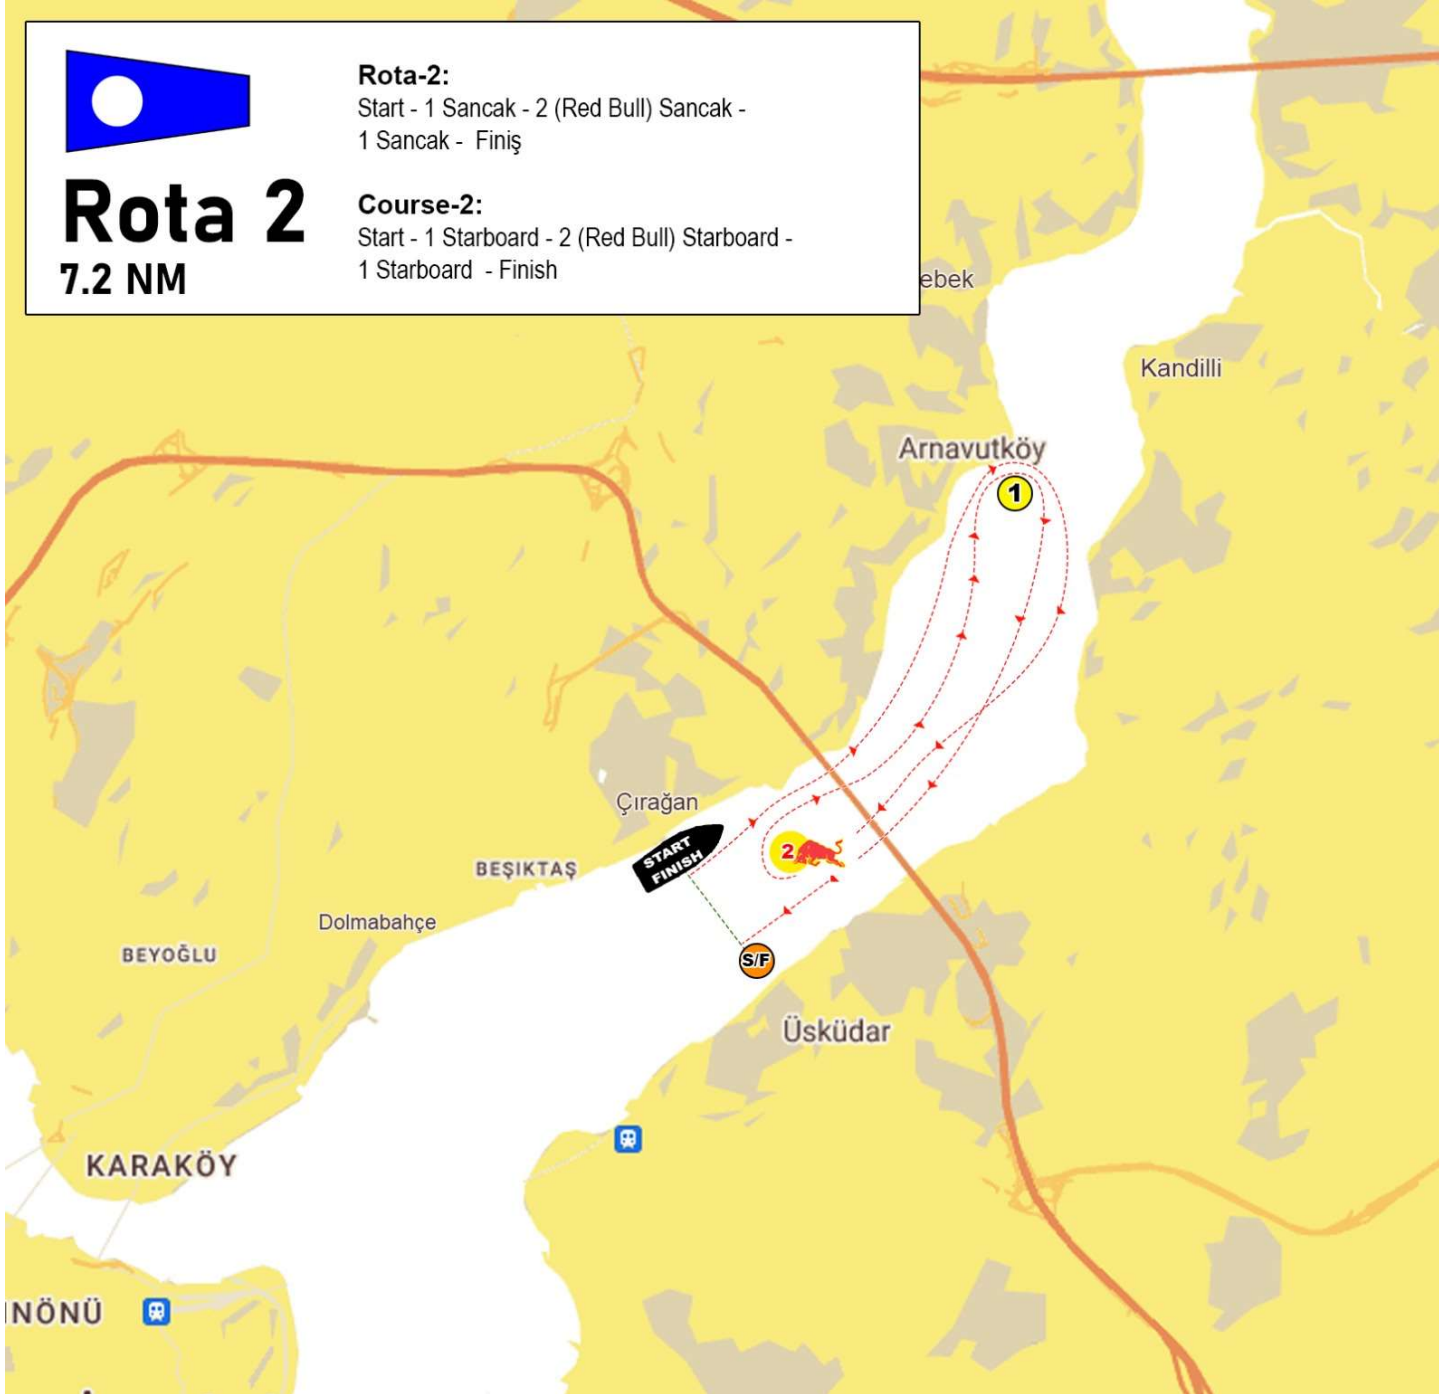 Rota-2:
Start - 1 Sancak - 2 (Red Bull) Sancak -
1 Sancak - Finiş
Rota 2
7.2 NM
Course-2:
Start - 1 Starboard - 2 (Red Bull) Starboard -
1 Starboard - Finish
ebek
Kandilli
Arnavutköy
1
Çırağan
START
FINISH
2
BEŞIKTAŞ
Dolmabahçe
BEYOĞLU
S/F
Üsküdar
KARAKÖY
INÖNÜ